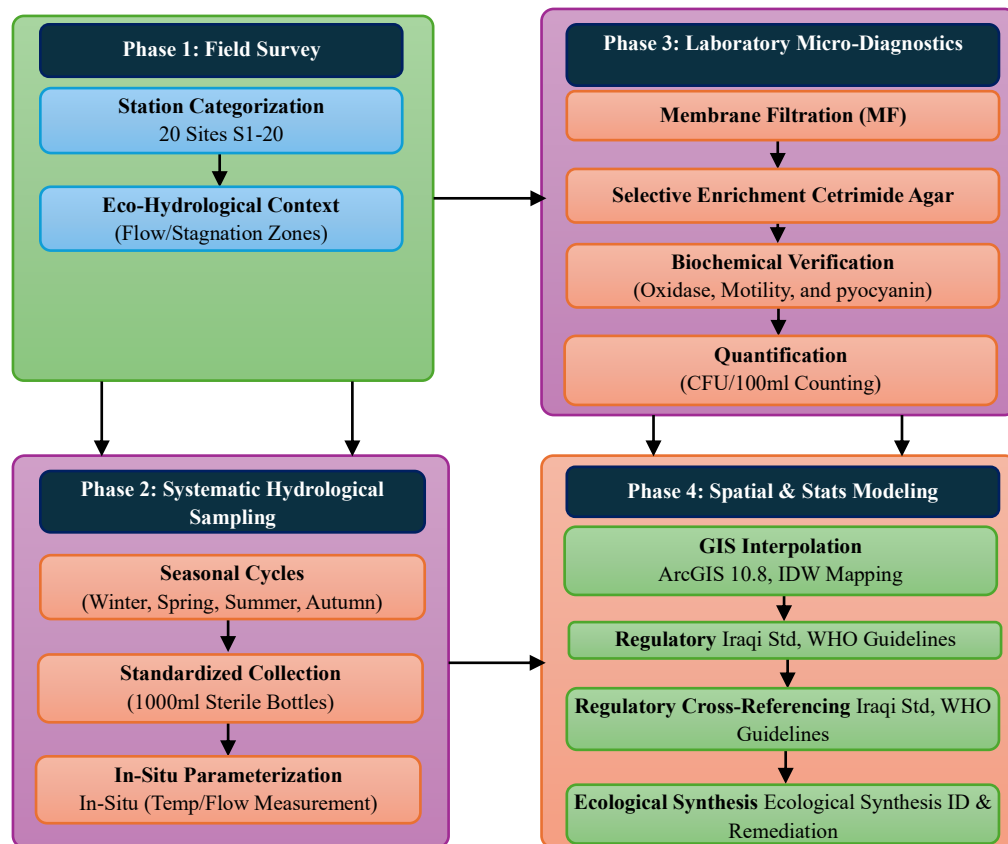 Phase 1: Field Survey
Station Categorization
20 Sites S1-20
Eco-Hydrological Context
(Flow/Stagnation Zones)
Phase 3: Laboratory Micro-Diagnostics
Membrane Filtration (MF)
Selective Enrichment Cetrimide Agar
Biochemical Verification
(Oxidase, Motility, and pyocyanin)
Quantification
(CFU/100ml Counting)
Phase 2: Systematic Hydrological
Sampling
Seasonal Cycles
(Winter, Spring, Summer, Autumn)
Standardized Collection
(1000ml Sterile Bottles)
In-Situ Parameterization
In-Situ (Temp/Flow Measurement)
Phase 4: Spatial & Stats Modeling
GIS Interpolation
ArcGIS 10.8, IDW Mapping
Regulatory Iraqi Std, WHO Guidelines
Regulatory Cross-Referencing Iraqi Std, WHO
Guidelines
Ecological Synthesis Ecological Synthesis ID &
Remediation